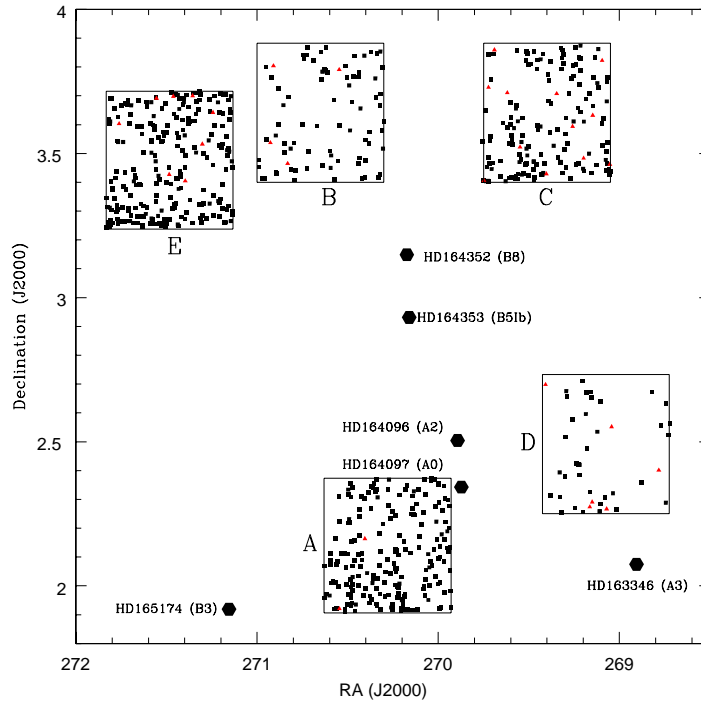 4
3.5
3
2.5
2
Declination (J2000)
E
B
C
HD164352 (B8)
HD164353 (B5Ib)
HD164096 (A2)
HD164097 (A0)
D
A
HD163346 (A3)
HD165174 (B3)
272
271
270
269
RA (J2000)